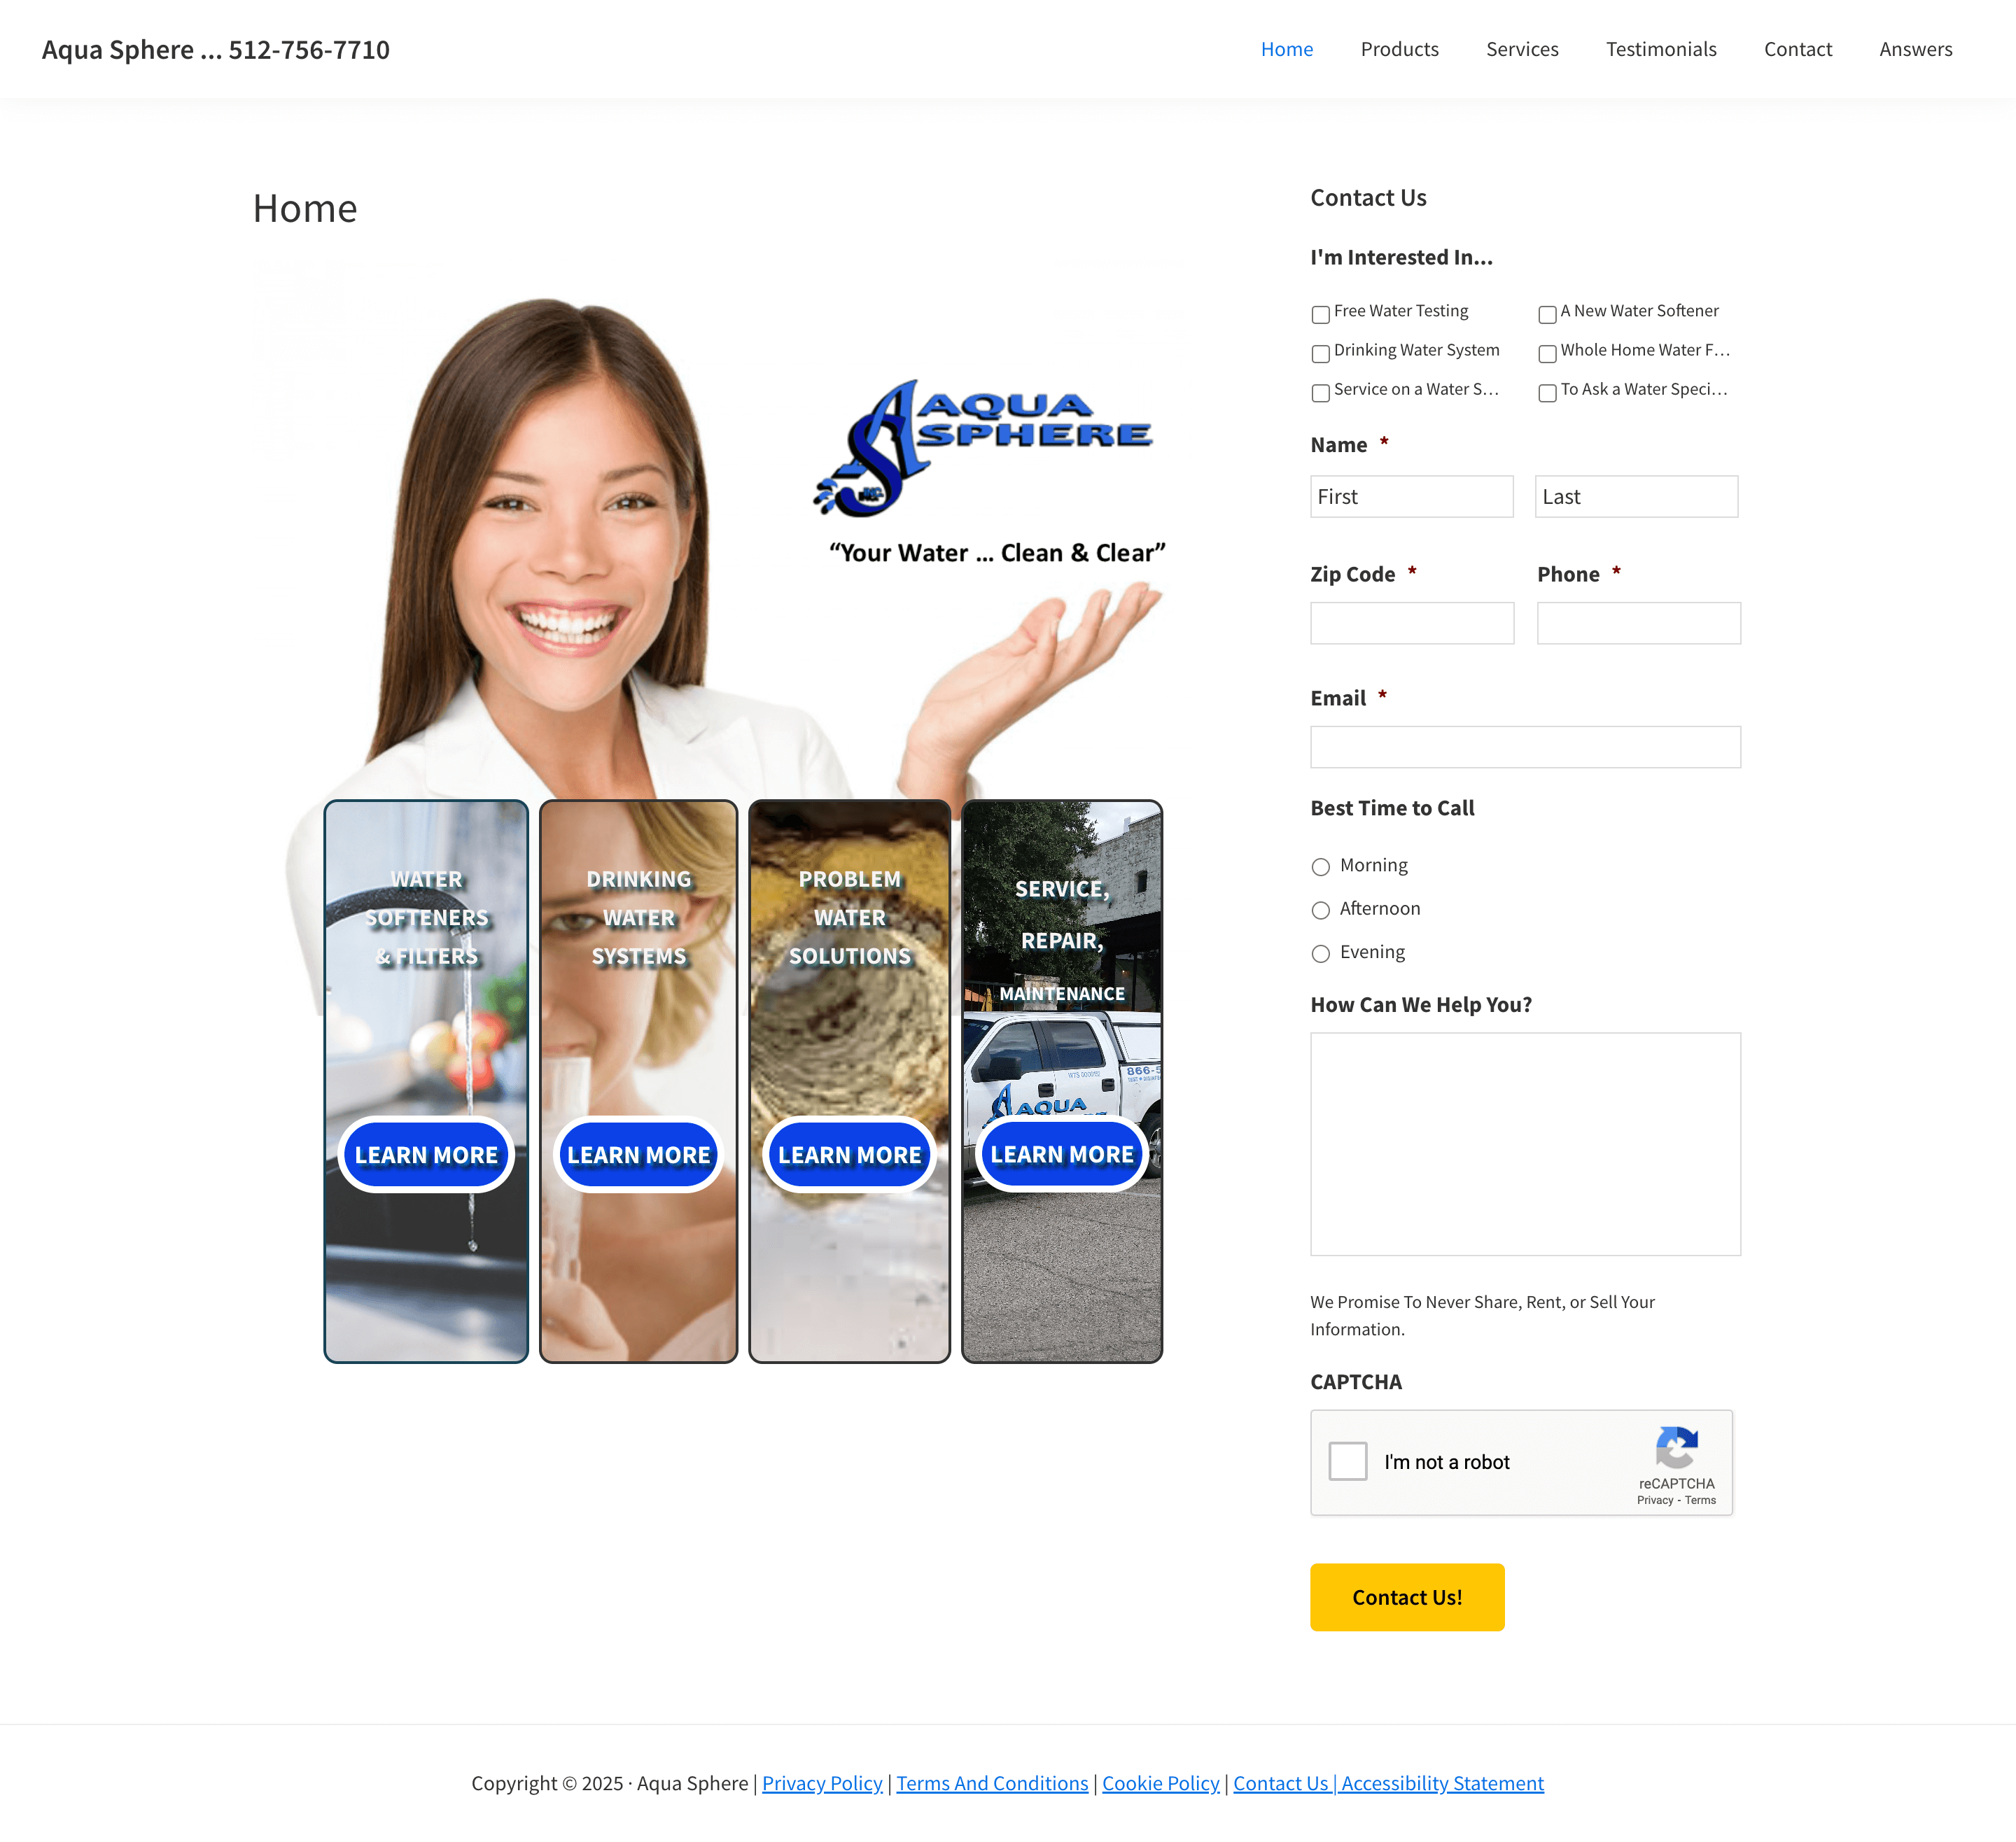 Aqua Sphere ... 512-756-7710
Home Products Services Testimonials Contact Answers
Home
AQUA
SPHERE
INC.
“Your Water ... Clean & Clear”
WATER
SOFTENERS
& FILTERS
LEARN MORE
DRINKING
WATER
SYSTEMS
LEARN MORE
PROBLEM
WATER
SOLUTIONS
LEARN MORE
SERVICE,
REPAIR,
MAINTENANCE
866-5
AQUA
LEARN MORE
Contact Us
I'm Interested In...
Free Water Testing A New Water Softener
Drinking Water System Whole Home Water F...
Service on a Water S... To Ask a Water Speci...
Name *
First Last
Zip Code * Phone *
Email *
Best Time to Call
Morning
Afternoon
Evening
How Can We Help You?
We Promise To Never Share, Rent, or Sell Your
Information.
CAPTCHA
I'm not a robot
reCAPTCHA
Privacy - Terms
Contact Us!
Copyright © 2025 · Aqua Sphere | Privacy Policy | Terms And Conditions | Cookie Policy | Contact Us | Accessibility Statement